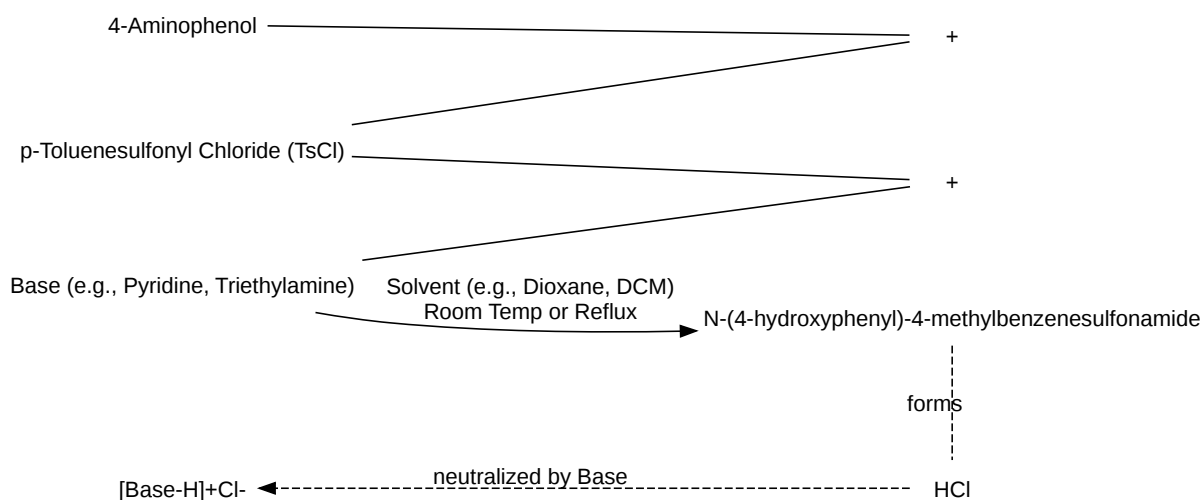 4-Aminophenol
+
p-Toluenesulfonyl Chloride (TsCl)
+
Base (e.g., Pyridine, Triethylamine)
Solvent (e.g., Dioxane, DCM)
Room Temp or Reflux
N-(4-hydroxyphenyl)-4-methylbenzenesulfonamide
forms
neutralized by Base
[Base-H]+Cl-
HCl